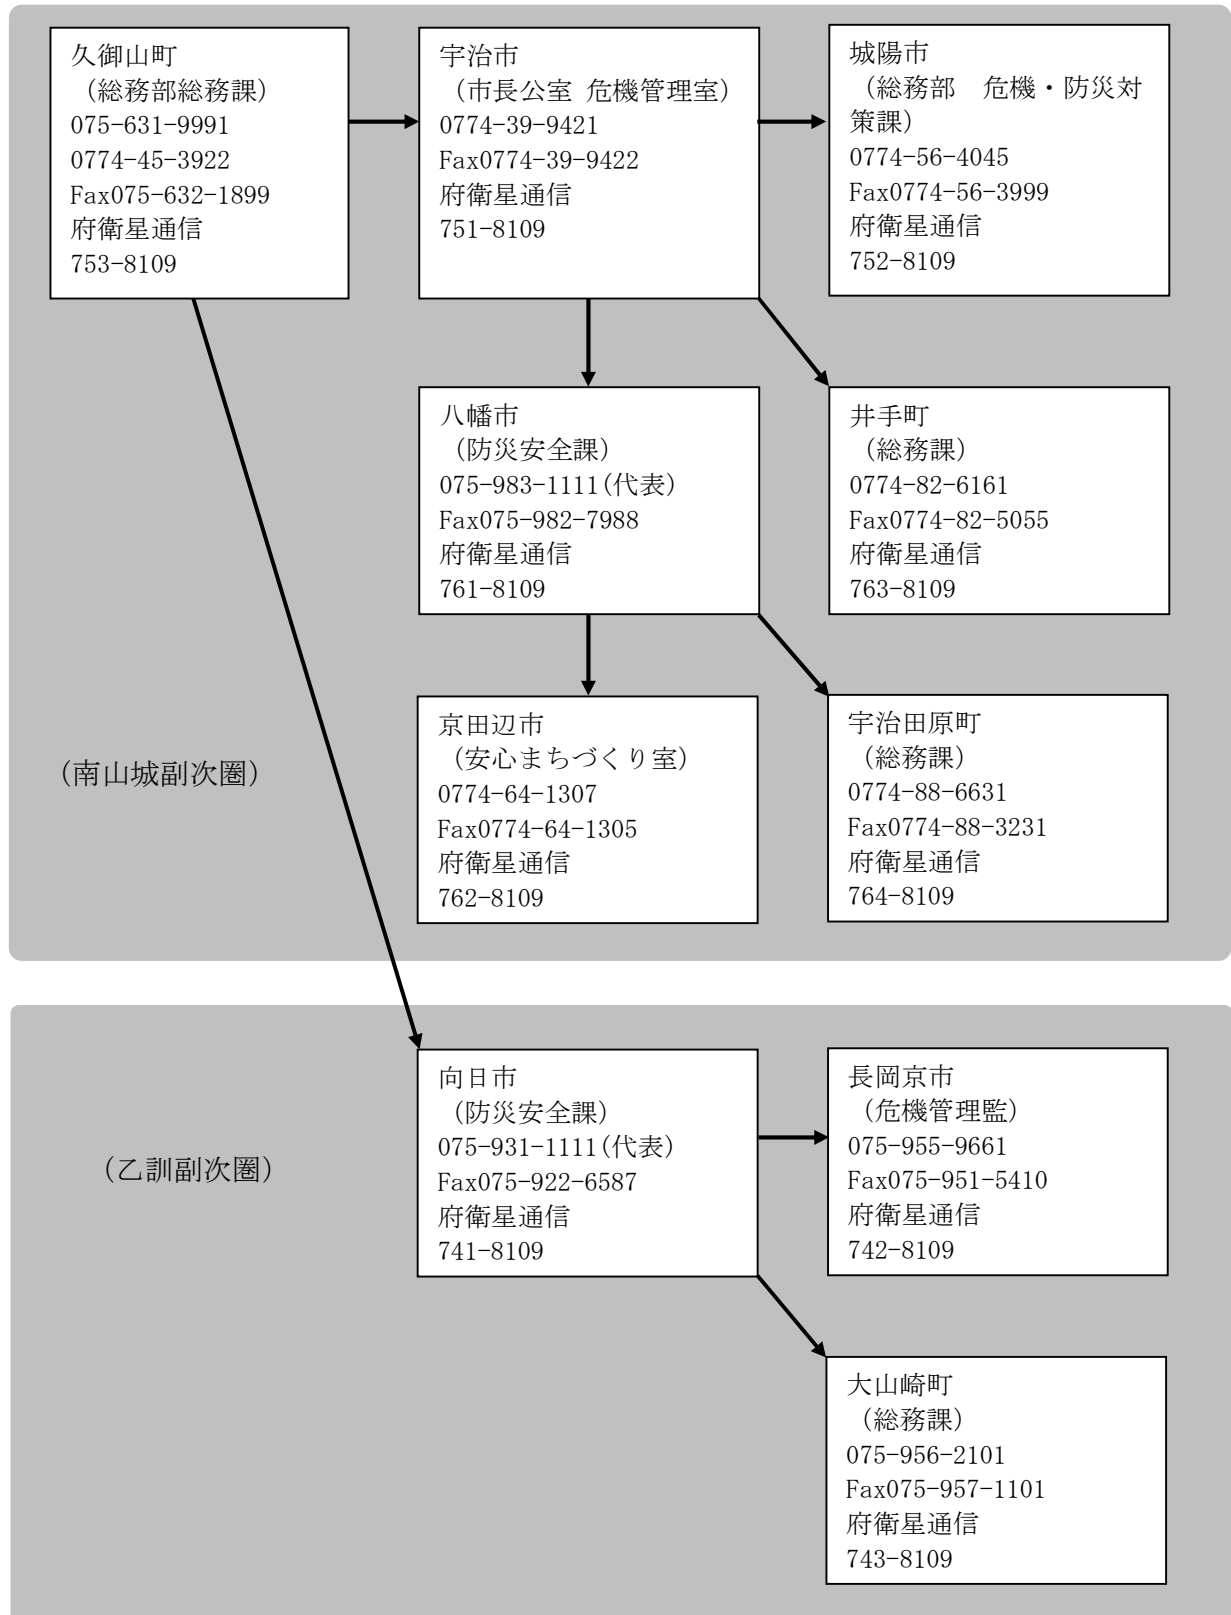 久御山町
（総務部総務課）
075-631-9991
0774-45-3922
Fax075-632-1899
府衛星通信
753-8109
宇治市
（市長公室 危機管理室）
0774-39-9421
Fax0774-39-9422
府衛星通信
751-8109
城陽市
（総務部　危機・防災対
策課）
0774-56-4045
Fax0774-56-3999
府衛星通信
752-8109
八幡市
（防災安全課）
075-983-1111(代表）
Fax075-982-7988
府衛星通信
761-8109
井手町
（総務課）
0774-82-6161
Fax0774-82-5055
府衛星通信
763-8109
（南山城副次圏）
京田辺市
（安心まちづくり室）
0774-64-1307
Fax0774-64-1305
府衛星通信
762-8109
宇治田原町
（総務課）
0774-88-6631
Fax0774-88-3231
府衛星通信
764-8109
（乙訓副次圏）
向日市
（防災安全課）
075-931-1111(代表）
Fax075-922-6587
府衛星通信
741-8109
長岡京市
（危機管理監）
075-955-9661
Fax075-951-5410
府衛星通信
742-8109
大山崎町
（総務課）
075-956-2101
Fax075-957-1101
府衛星通信
743-8109